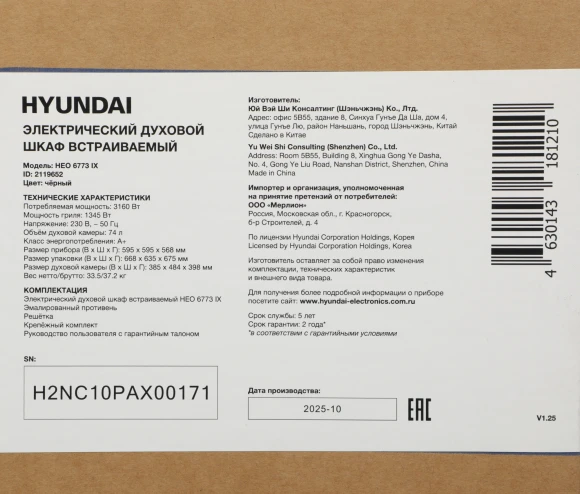 HYUNDAI
ЭЛЕКТРИЧЕСКИЙ ДУХОВОЙ
ШКАФ ВСТРАИВАЕМЫЙ
Модель: HEO 6773 IX
ID: 2119652
Цвет: чёрный
ТЕХНИЧЕСКИЕ ХАРАКТЕРИСТИКИ
Потребляемая мощность: 3160 Вт
Мощность гриля: 1345 Вт
Напряжение: 230 В, ~ 50 Гц
Объём духовой камеры: 74 л
Класс энергопотребления: А+
Размер прибора (В x Ш x Г): 595 x 595 x 568 мм
Размер упаковки (В x Ш x Г): 668 x 635 x 675 мм
Размер духовой камеры (В x Ш x Г): 385 x 484 x 398 мм
Вес нетто/брутто: 33.5/37.2 кг
КОМПЛЕКТАЦИЯ
Электрический духовой шкаф встраиваемый HEO 6773 IX
Эмалированный противень
Решётка
Крепёжный комплект
Руководство пользователя с гарантийным талоном
SN:
H2NC10PAX00171
Изготовитель:
Юй Вэй Ши Консалтинг (Шэньчжэнь) Ко., Лтд.
Адрес: офис 5B55, здание 8, Синхуа Гунъе Да Ша, дом 4,
улица Гунъе Лю, район Наньшань, город Шэньчжэнь, Китай
Сделано в Китае
Yu Wei Shi Consulting (Shenzhen) Co., Ltd.
Address: Room 5B55, Building 8, Xinghua Gong Ye Dasha,
No. 4, Gong Ye Liu Road, Nanshan District, Shenzhen, China
Made in China
Импортер и организация, уполномоченная
на принятие претензий от потребителей:
ООО «Мерлион»
Россия, Московская обл., г. Красногорск,
б-р Строителей, д. 4
По лицензии Hyundai Corporation Holdings, Корея
Licensed by Hyundai Corporation Holdings, Korea
Изготовитель оставляет за собой право изменения
комплектации, технических характеристик
и внешнего вида товара.
Для получения более подробной информации о приборе
посетите сайт: www.hyundai-electronics.com.ru
Срок службы: 5 лет
Срок гарантии: 2 года*
*в соответствии с гарантийными условиями
Дата производства:
2025-10
EAC
4 630143 181210
V1.25